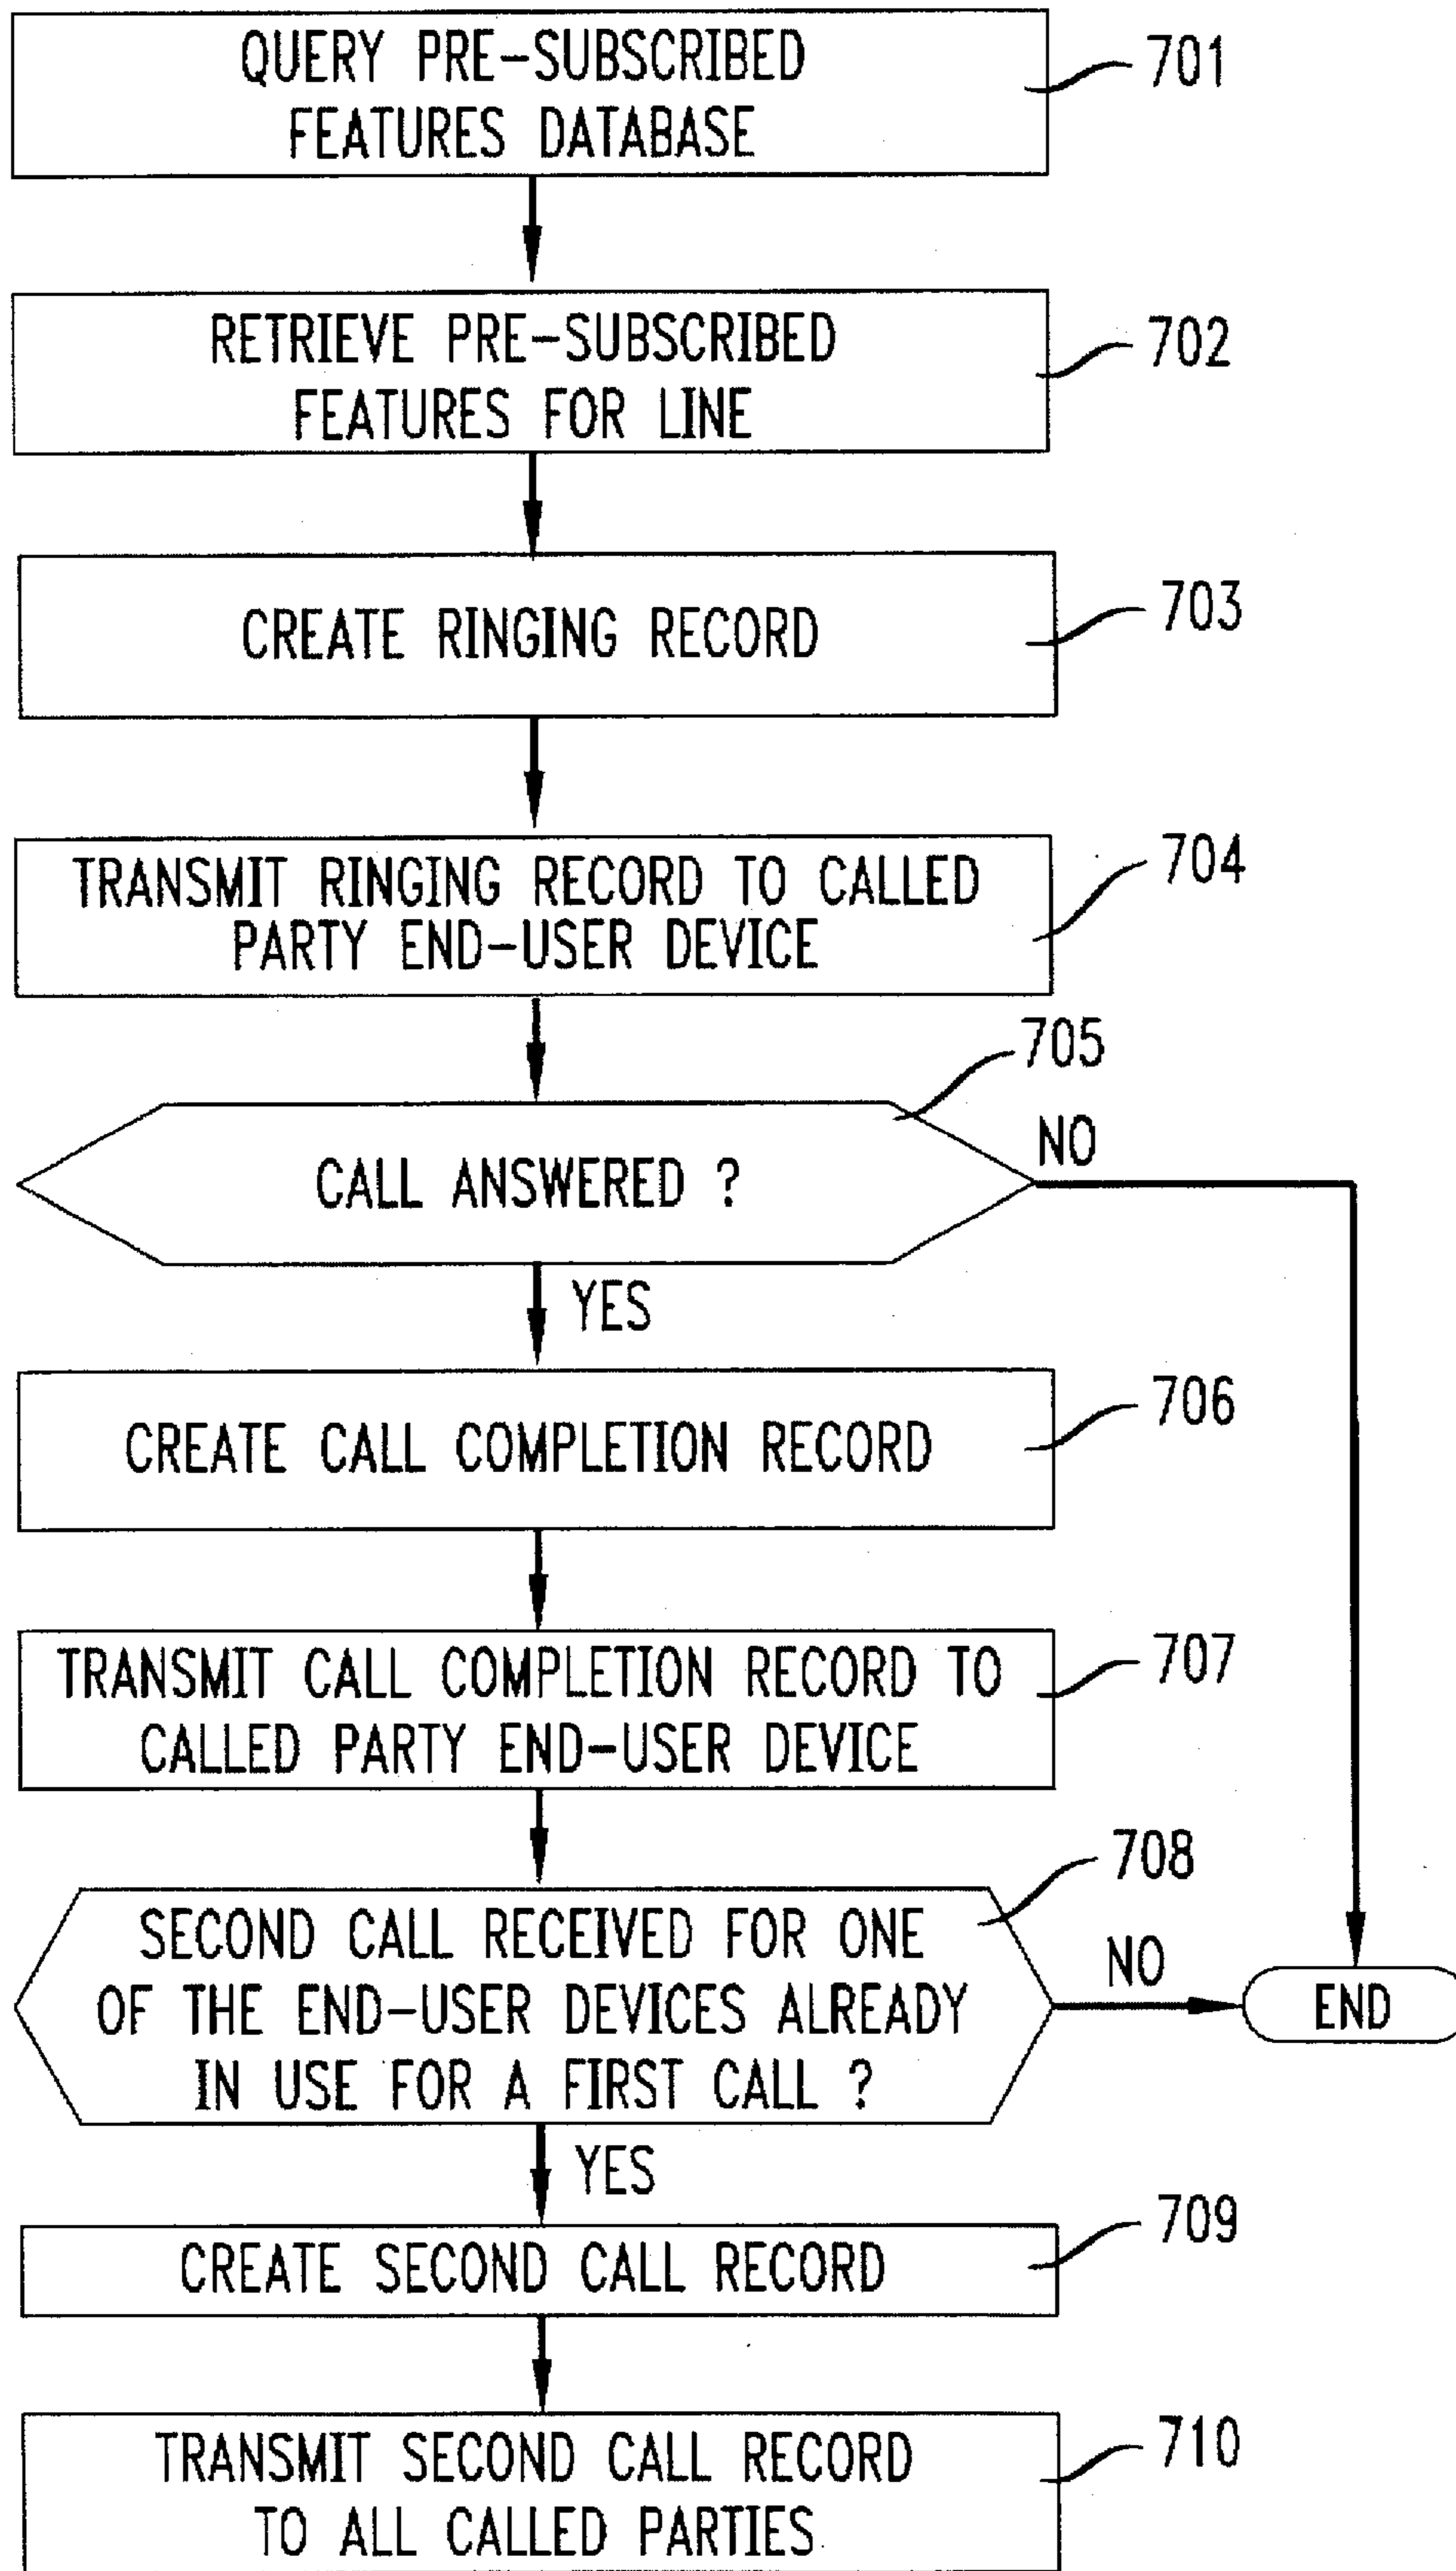 QUERY PRE-SUBSCRIBED
FEATURES DATABASE
701
RETRIEVE PRE-SUBSCRIBED
FEATURES FOR LINE
702
CREATE RINGING RECORD
703
TRANSMIT RINGING RECORD TO CALLED
PARTY END-USER DEVICE
704
705
CALL ANSWERED ?
NO
YES
CREATE CALL COMPLETION RECORD
706
TRANSMIT CALL COMPLETION RECORD TO
CALLED PARTY END-USER DEVICE
707
708
SECOND CALL RECEIVED FOR ONE
OF THE END-USER DEVICES ALREADY
IN USE FOR A FIRST CALL ?
NO
END
YES
CREATE SECOND CALL RECORD
709
TRANSMIT SECOND CALL RECORD
TO ALL CALLED PARTIES
710